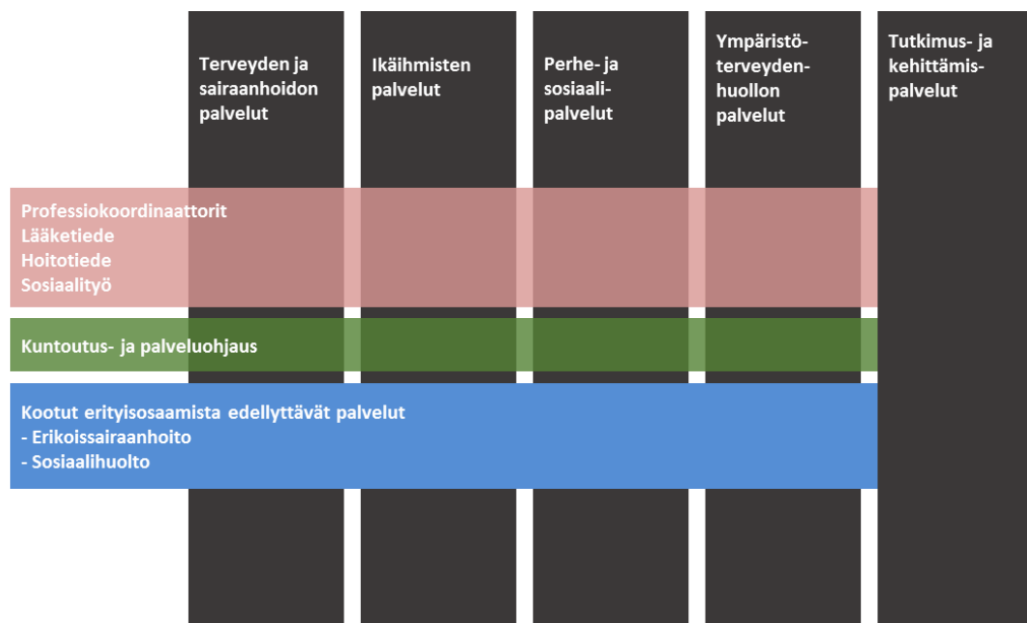 Terveyden ja
sairaanhoidon
palvelut
Ikäihmisten
palvelut
Perhe- ja
sosiaali-
palvelut
Ympäristö-
terveyden-
huollon
palvelut
Tutkimus- ja
kehittämis-
palvelut
Professiokoordinaattorit
Lääketiede
Hoitotiede
Sosiaalityö
Kuntoutus- ja palveluohjaus
Kootut erityisosaamista edellyttävät palvelut
- Erikoissairaanhoito
- Sosiaalihuolto